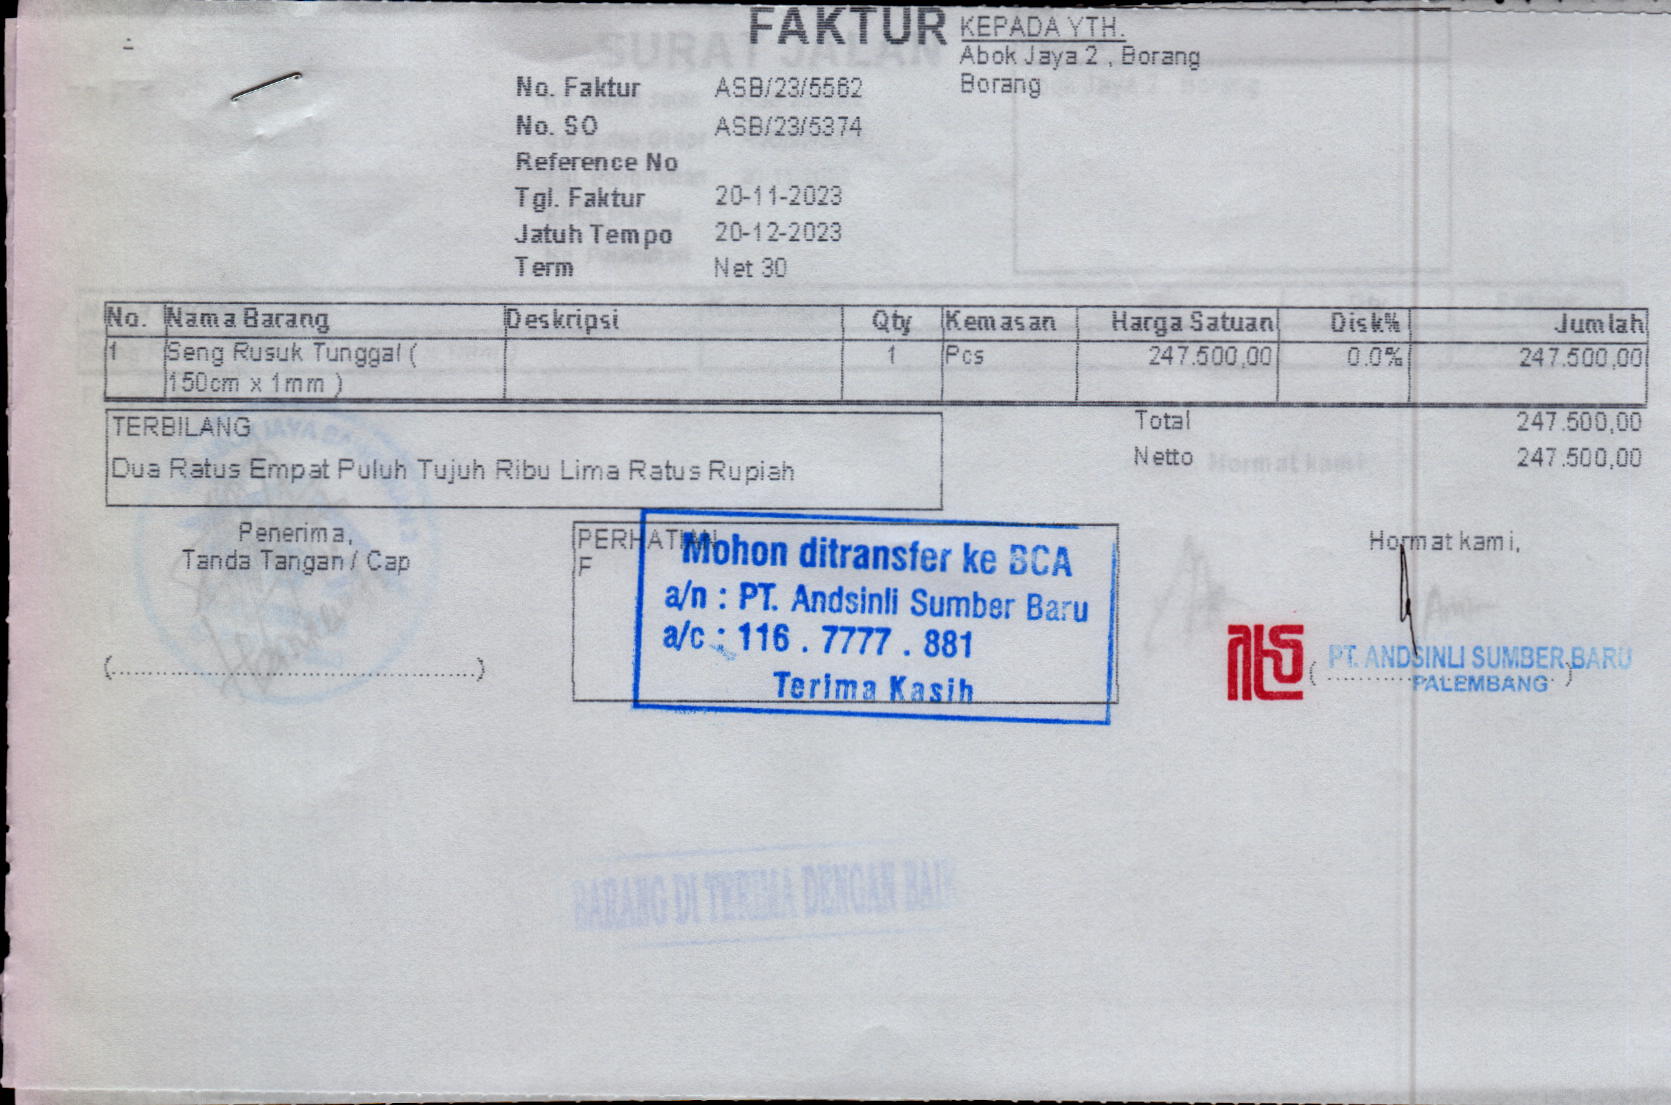 FAKTUR
KEPADA YTH.
Abok Jaya 2 , Borang
Borang
No. Faktur ASB/23/5562
No. SO ASB/23/5374
Reference No
Tgl. Faktur 20-11-2023
Jatuh Tempo 20-12-2023
Term Net 30
No. Nama Barang Deskripsi Qty Kemasan Harga Satuan Disk% Jumlah
1 Seng Rusuk Tunggal ( 1 Pcs 247.500,00 0.0% 247.500,00
150cm x 1mm )
TERBILANG
Dua Ratus Empat Puluh Tujuh Ribu Lima Ratus Rupiah
Total 247.500,00
Netto 247.500,00
Penerima,
Tanda Tangan / Cap
(..................................................)
PERHATIAN
F
Mohon ditransfer ke BCA
a/n : PT. Andsinli Sumber Baru
a/c : 116 . 7777 . 881
Terima Kasih
Hormat kami,
PT. ANDSINLI SUMBER BARU
PALEMBANG
BARANG DI TERIMA DENGAN BAIK
SURAT JALAN
Hormat kami